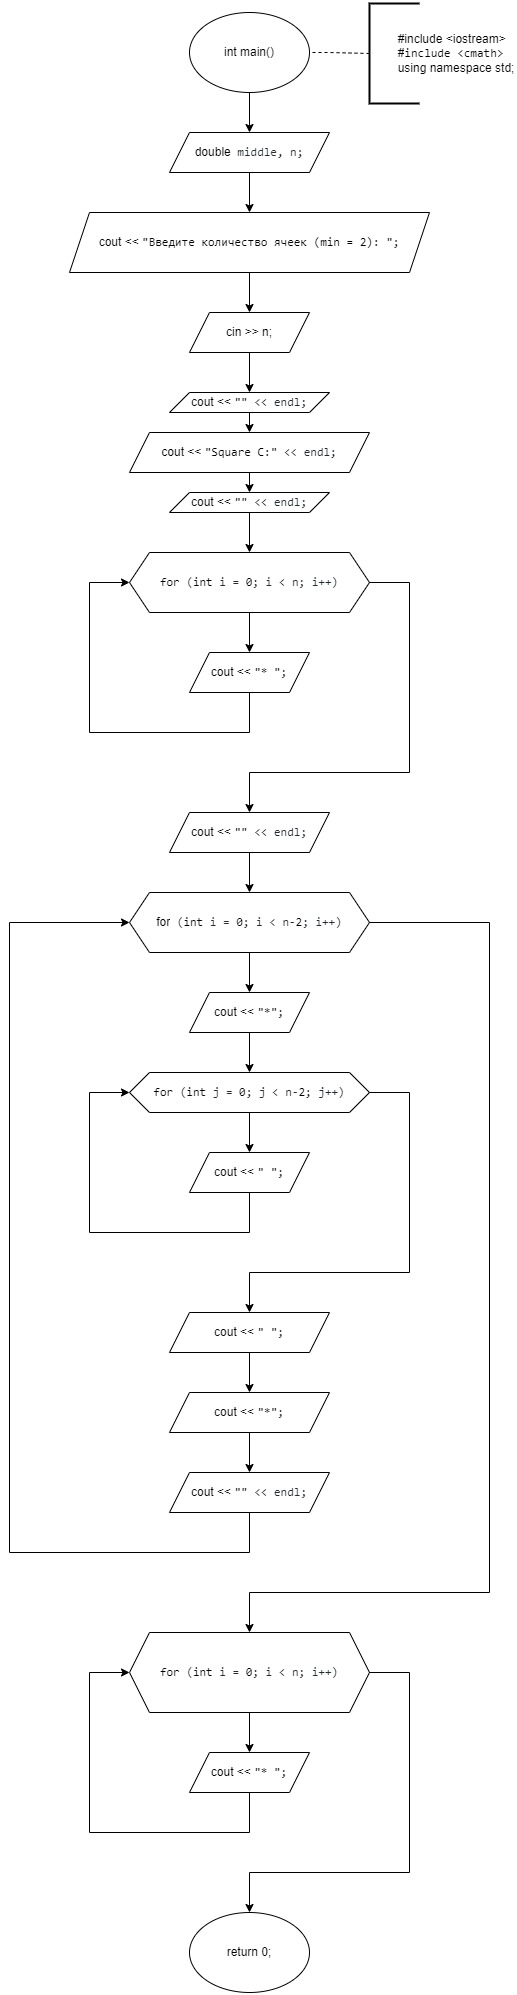 int main()
#include <iostream>
#include <cmath>
using namespace std;
double middle, n;
cout << "Введите количество ячеек (min = 2): ";
cin >> n;
cout << "" << endl;
cout << "Square C:" << endl;
cout << "" << endl;
for (int i = 0; i < n; i++)
cout << "* ";
cout << "" << endl;
for (int i = 0; i < n-2; i++)
cout << "*";
for (int j = 0; j < n-2; j++)
cout << " ";
cout << " ";
cout << "*";
cout << "" << endl;
for (int i = 0; i < n; i++)
cout << "* ";
return 0;